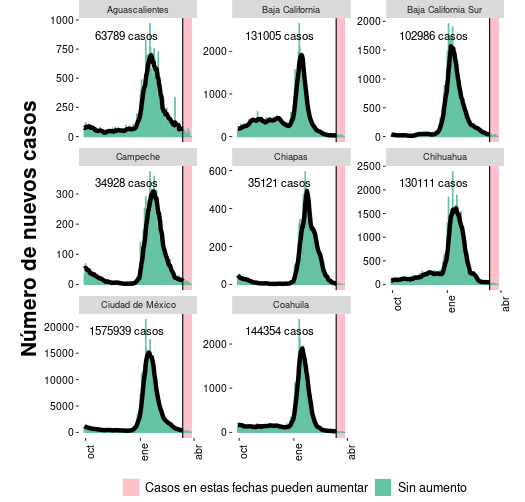 Aguascalientes
Baja California
Baja California Sur
63789 casos
131005 casos
102986 casos
1000
750
500
250
0
2000
1000
0
2000
1500
1000
500
0
Campeche
Chiapas
Chihuahua
34928 casos
35121 casos
130111 casos
300
200
100
0
600
400
200
0
2500
2000
1500
1000
500
0
Ciudad de México
Coahuila
1575939 casos
144354 casos
20000
15000
10000
5000
0
2000
1000
0
oct
ene
abr
oct
ene
abr
oct
ene
abr
Número de nuevos casos
Casos en estas fechas pueden aumentar
Sin aumento